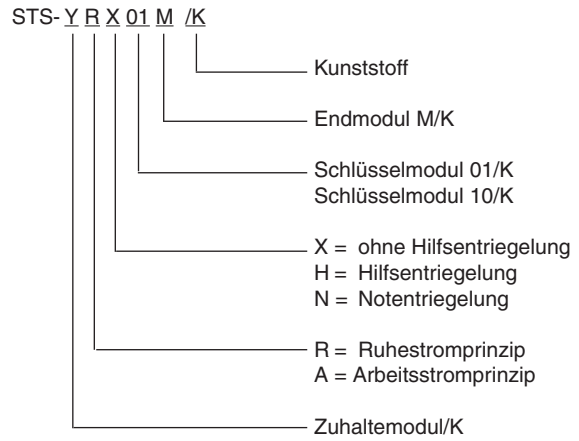 STS- Y R X 01 M /K
Kunststoff
Endmodul M/K
Schlüsselmodul 01/K
Schlüsselmodul 10/K
X = ohne Hilfsentriegelung
H = Hilfsentriegelung
N = Notentriegelung
R = Ruhestromprinzip
A = Arbeitsstromprinzip
Zuhaltemodul/K